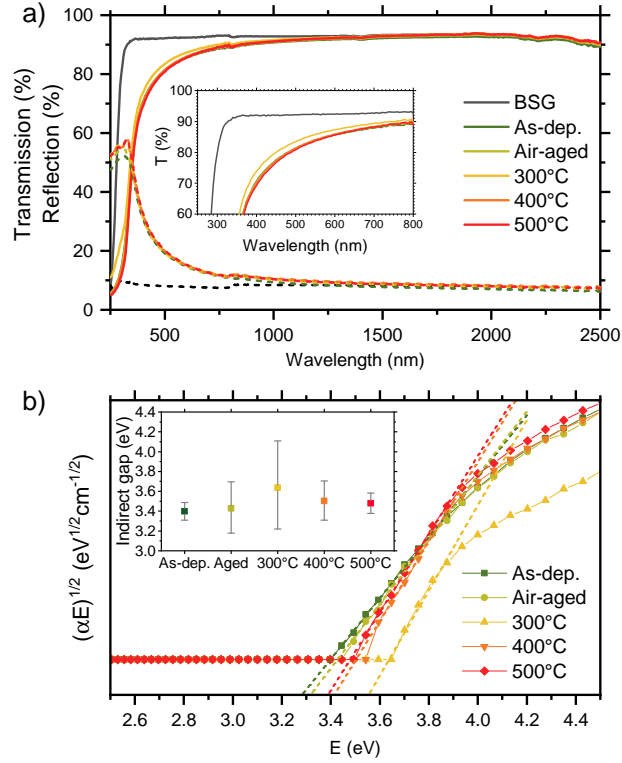 a)
100
80
60
40
20
0
Transmission (%)
Reflection (%)
500
1000
1500
2000
2500
Wavelength (nm)
100
90
80
70
60
T (%)
300
400
500
600
700
800
Wavelength (nm)
BSG
As-dep.
Air-aged
300°C
400°C
500°C
b)
(αE)^1/2 (eV^1/2cm^-1/2)
4.4
4.2
4.0
3.8
3.6
3.4
3.2
3.0
Indirect gap (eV)
As-dep. Aged 300°C 400°C 500°C
As-dep.
Air-aged
300°C
400°C
500°C
2.6 2.8 3.0 3.2 3.4 3.6 3.8 4.0 4.2 4.4
E (eV)